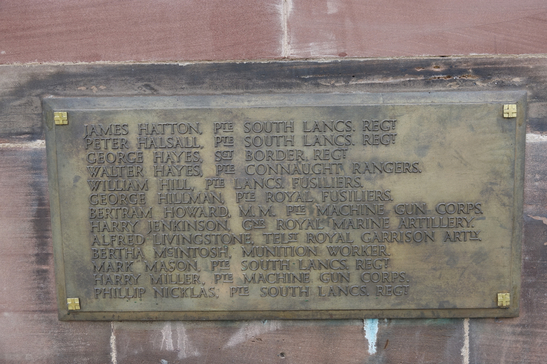 JAMES HATTON, PTE SOUTH LANCS. REGT
PETER HALSALL, PTE SOUTH LANCS. REGT
GEORGE HAYES, SGT BORDER. REGT
WALTER HAYES, PTE CONNAUGHT RANGERS.
WILLIAM HILL, PTE LANCS. FUSILIERS.
GEORGE HILLMAN, PTE ROYAL FUSILIERS.
BERTRAM HOWARD, M.M. PTE MACHINE GUN CORPS.
HARRY JENKINSON, GNR ROYAL MARINE ARTILLERY.
ALFRED LIVINGSTONE, TELST ROYAL GARRISON ARTRY
BERTHA McINTOSH, MUNITION WORKER.
MARK MASON, PTE SOUTH LANCS. REGT
HARRY MILLER, PTE MACHINE GUN CORPS.
PHILLIP NICKLAS, PTE SOUTH LANCS. REGT